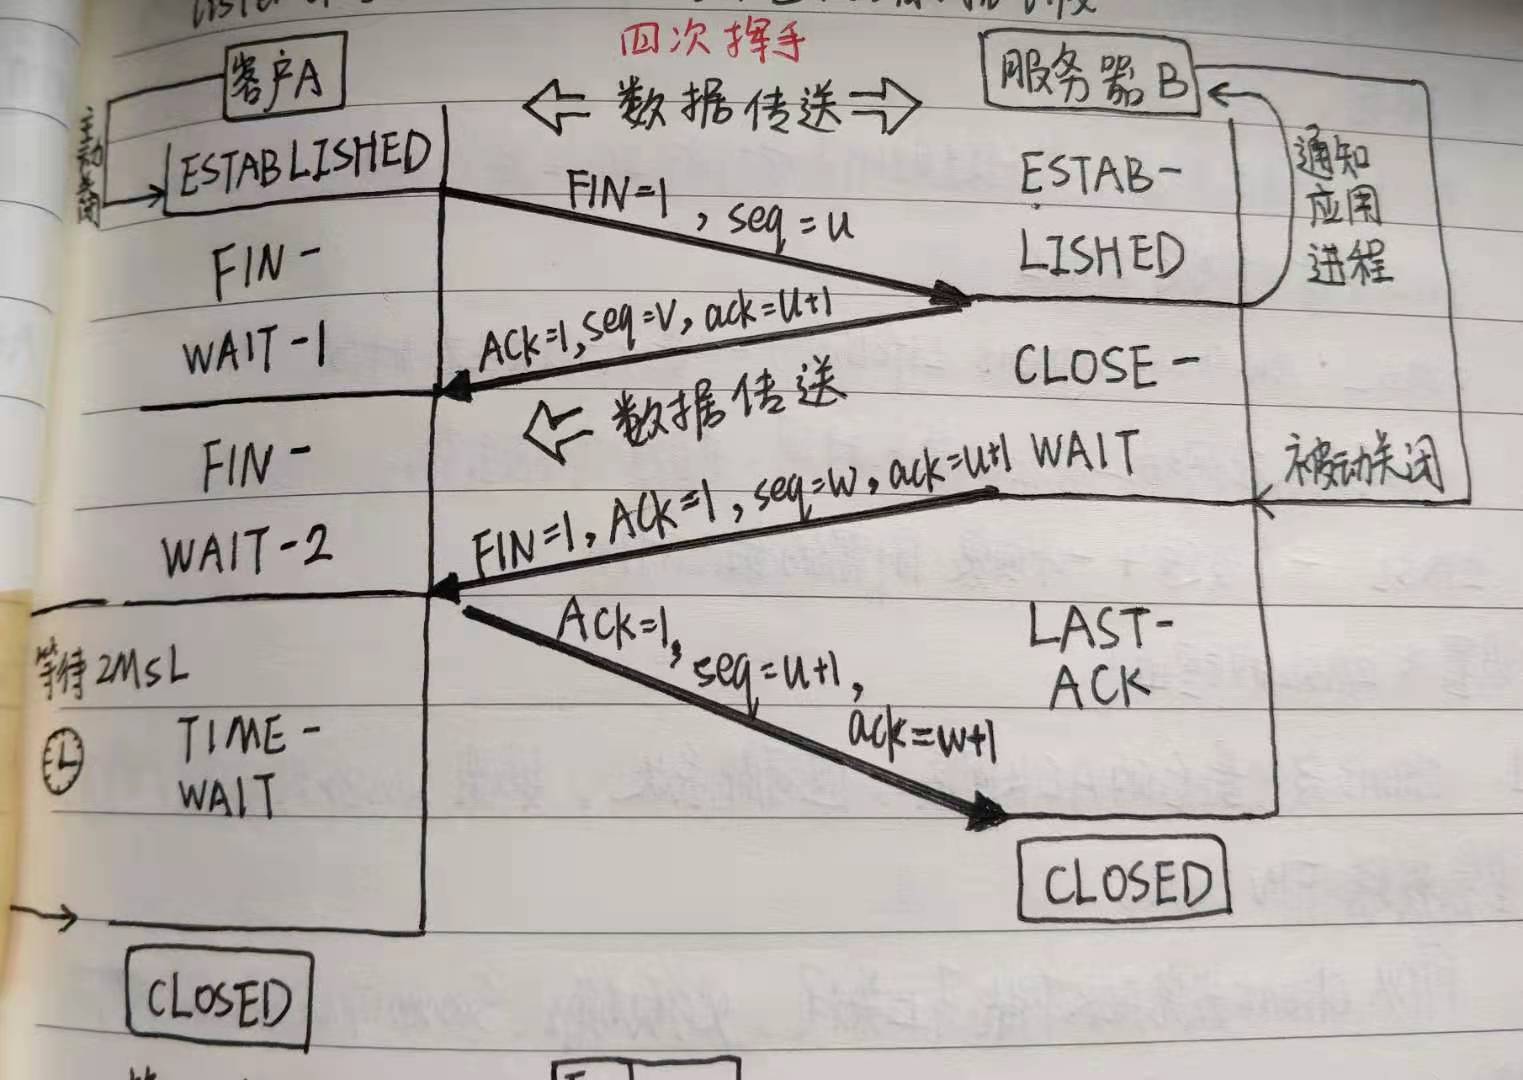 四次挥手
客户A
数据传送
服务器B
主动关闭
ESTABLISHED
FIN=1, seq=u
ESTAB-
LISHED
通知
应用
进程
FIN-
WAIT-1
ACK=1, seq=v, ack=u+1
CLOSE-
WAIT
数据传送
被动关闭
FIN-
WAIT-2
FIN=1, ACK=1, seq=w, ack=u+1
等待2MSL
TIME-
WAIT
ACK=1,
seq=u+1,
ack=w+1
LAST-
ACK
CLOSED
CLOSED